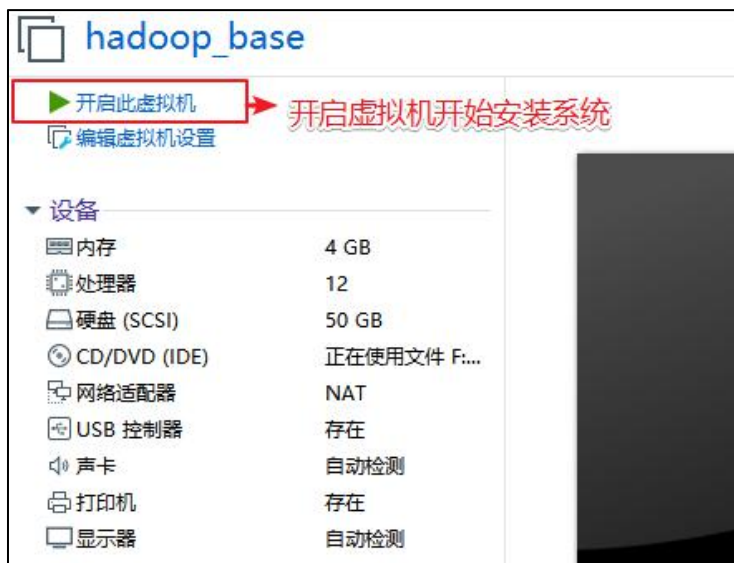 hadoop_base
开启此虚拟机
开启虚拟机开始安装系统
编辑虚拟机设置
设备
内存 4 GB
处理器 12
硬盘 (SCSI) 50 GB
CD/DVD (IDE) 正在使用文件 F:...
网络适配器 NAT
USB 控制器 存在
声卡 自动检测
打印机 存在
显示器 自动检测